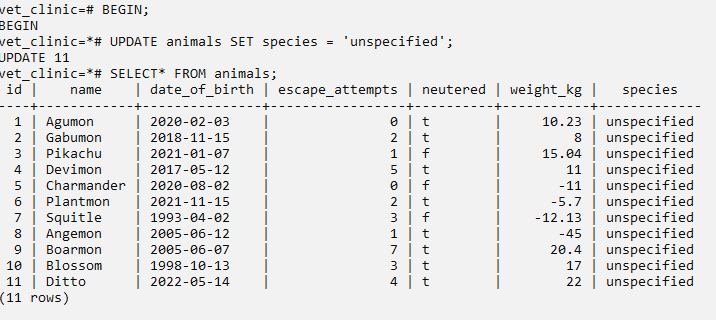 vet_clinic=# BEGIN;
BEGIN
vet_clinic=*# UPDATE animals SET species = 'unspecified';
UPDATE 11
vet_clinic=*# SELECT* FROM animals;
 id |    name    | date_of_birth | escape_attempts | neutered | weight_kg |   species
----+------------+---------------+-----------------+----------+-----------+-------------
  1 | Agumon     | 2020-02-03    |               0 | t        |     10.23 | unspecified
  2 | Gabumon    | 2018-11-15    |               2 | t        |         8 | unspecified
  3 | Pikachu    | 2021-01-07    |               1 | f        |     15.04 | unspecified
  4 | Devimon    | 2017-05-12    |               5 | t        |        11 | unspecified
  5 | Charmander | 2020-08-02    |               0 | f        |       -11 | unspecified
  6 | Plantmon   | 2021-11-15    |               2 | t        |      -5.7 | unspecified
  7 | Squitle    | 1993-04-02    |               3 | f        |    -12.13 | unspecified
  8 | Angemon    | 2005-06-12    |               1 | t        |       -45 | unspecified
  9 | Boarmon    | 2005-06-07    |               7 | t        |      20.4 | unspecified
 10 | Blossom    | 1998-10-13    |               3 | t        |        17 | unspecified
 11 | Ditto      | 2022-05-14    |               4 | t        |        22 | unspecified
(11 rows)